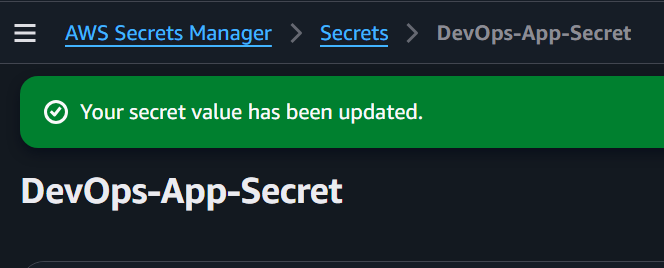 AWS Secrets Manager > Secrets > DevOps-App-Secret
Your secret value has been updated.
DevOps-App-Secret